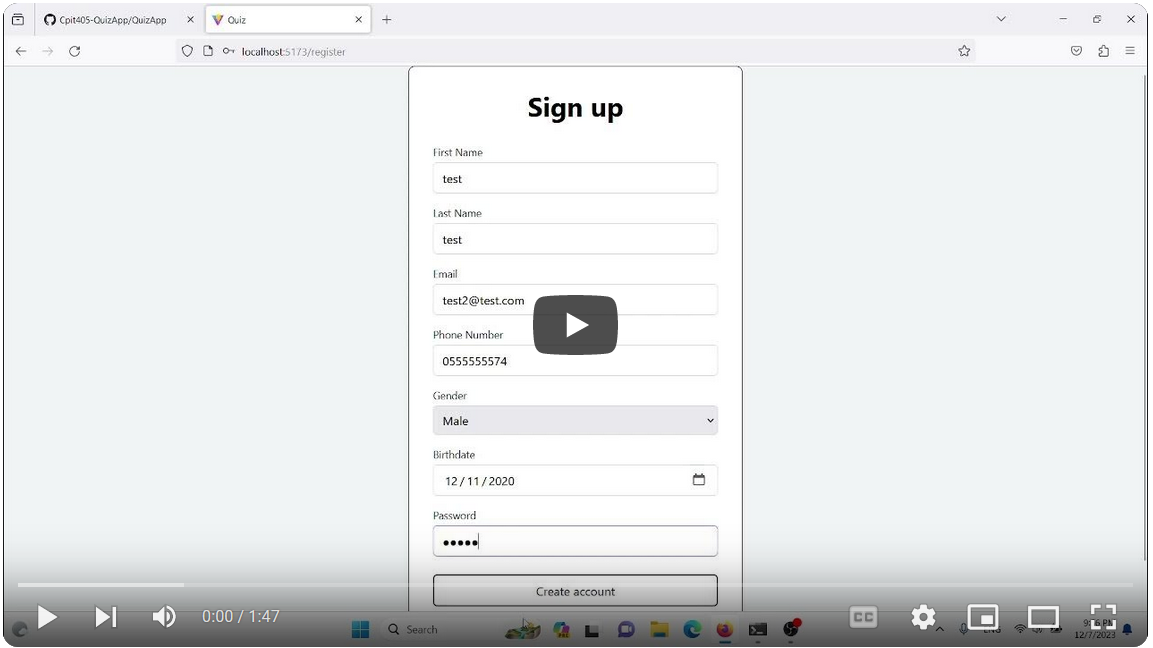 Cpit405-QuizApp/QuizApp
Quiz
localhost:5173/register
Sign up
First Name
test
Last Name
test
Email
test2@test.com
Phone Number
0555555574
Gender
Male
Birthdate
12 / 11 / 2020
Password
Create account
0:00 / 1:47
CC
Search
ENG
12/7/2023